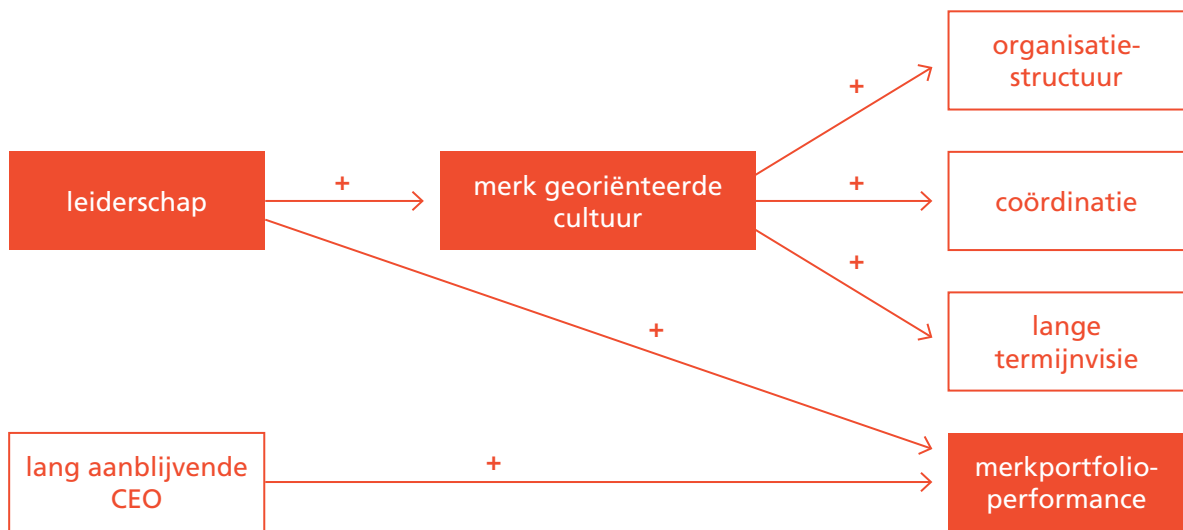 organisatie-
structuur
+
leiderschap
+
merk georiënteerde
cultuur
+
coördinatie
+
lange
termijnvisie
+
lang aanblijvende
CEO
+
merkportfolio-
performance